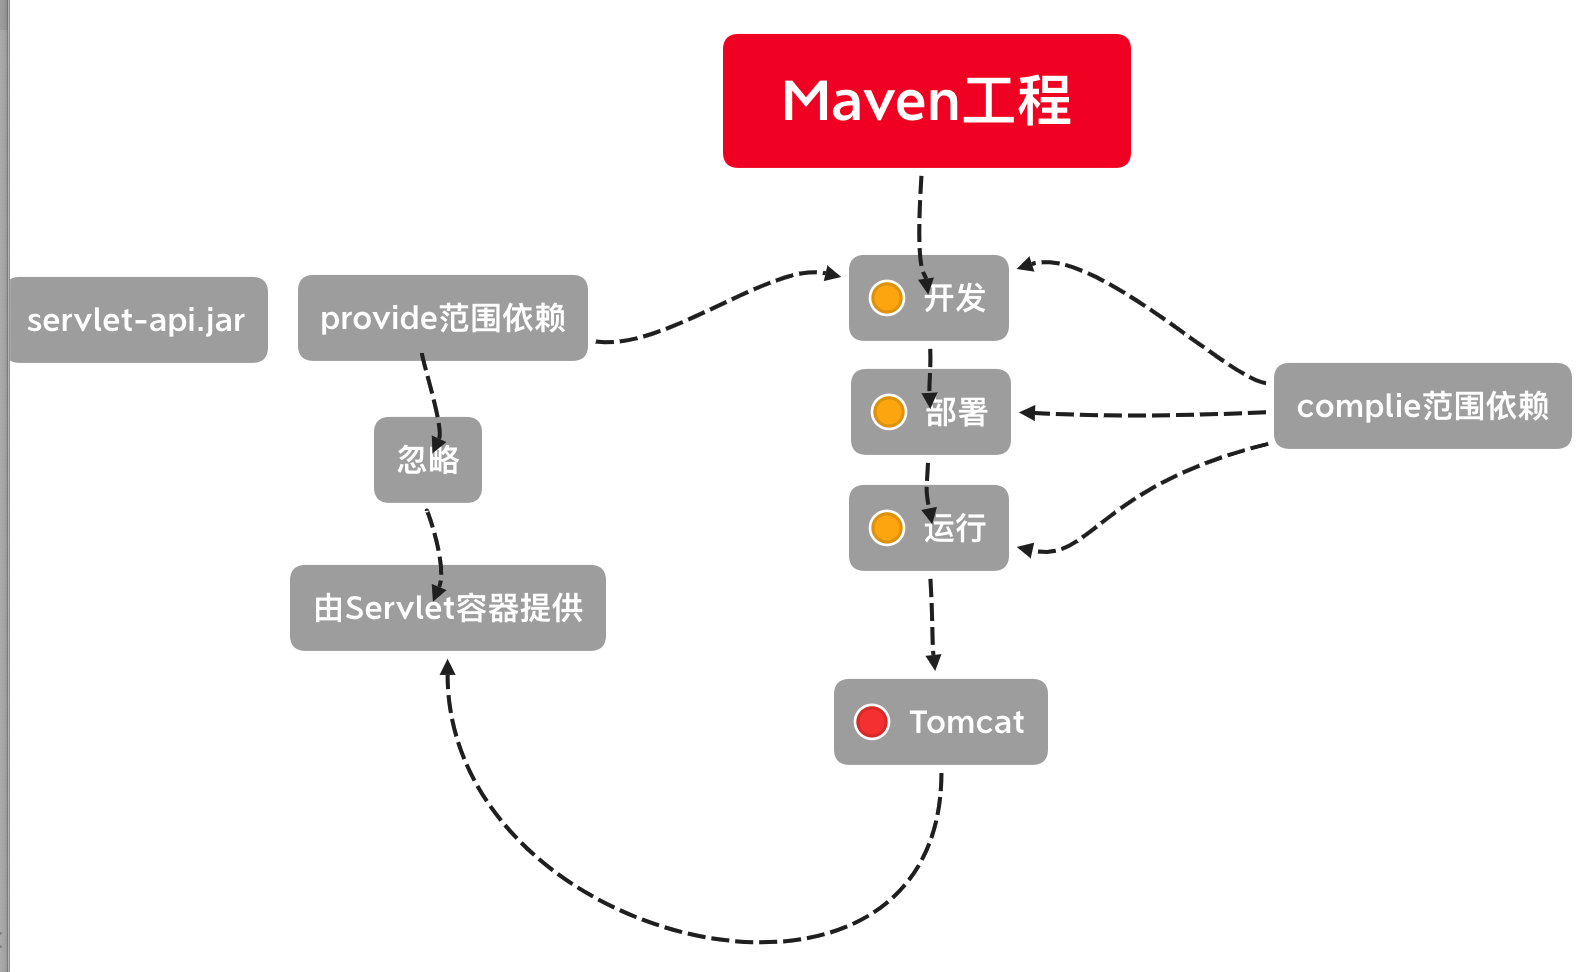 Maven工程
servlet-api.jar
provide范围依赖
开发
部署
complie范围依赖
忽略
运行
由Servlet容器提供
Tomcat